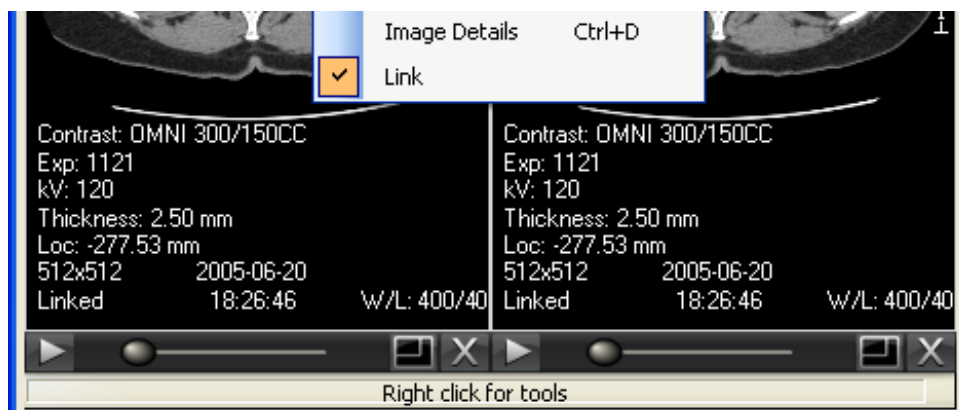 Image Details Ctrl+D
Link
Contrast: OMNI 300/150CC
Exp: 1121
kV: 120
Thickness: 2.50 mm
Loc: -277.53 mm
512x512 2005-06-20
Linked 18:26:46 W/L: 400/40
Contrast: OMNI 300/150CC
Exp: 1121
kV: 120
Thickness: 2.50 mm
Loc: -277.53 mm
512x512 2005-06-20
Linked 18:26:46 W/L: 400/40
Right click for tools